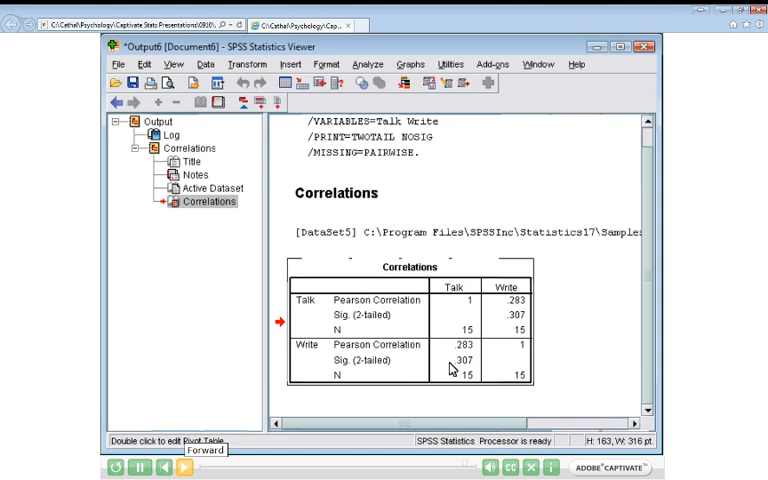 C:\Cathal\Psychology\Captivate Stats Presentations\0910\
C:\Cathal\Psychology\Cap...
*Output6 [Document6] - SPSS Statistics Viewer
File Edit View Data Transform Insert Format Analyze Graphs Utilities Add-ons Window Help
Output
Log
Correlations
Title
Notes
Active Dataset
Correlations
/VARIABLES=Talk Write
/PRINT=TWOTAIL NOSIG
/MISSING=PAIRWISE.
Correlations
[DataSet5] C:\Program Files\SPSSInc\Statistics17\Samples
Correlations
Talk Write
Talk Pearson Correlation 1 .283
Sig. (2-tailed) .307
N 15 15
Write Pearson Correlation .283 1
Sig. (2-tailed) .307
N 15 15
Double click to edit Pivot Table SPSS Statistics Processor is ready H: 163, W: 316 pt.
Forward
CC ADOBE® CAPTIVATE™